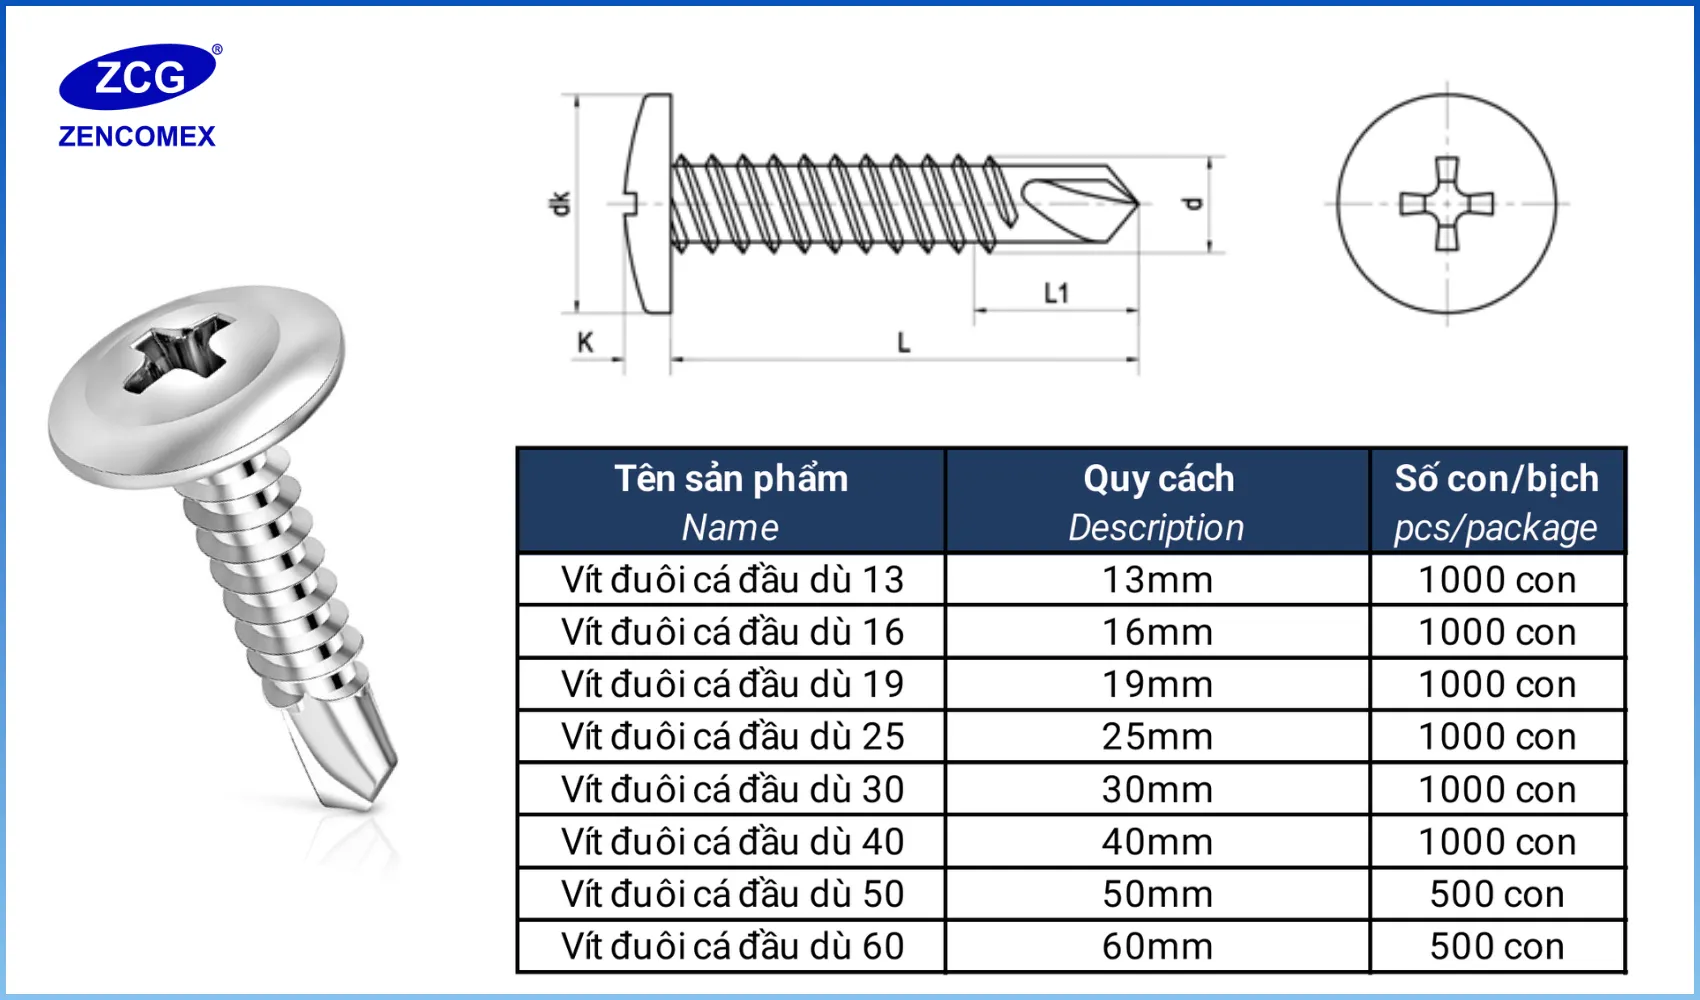 ZCG®
ZENCOMEX
dk
d
L1
K
L
Tên sản phẩm Quy cách Số con/bịch
Name Description pcs/package
Vít đuôi cá đầu dù 13 13mm 1000 con
Vít đuôi cá đầu dù 16 16mm 1000 con
Vít đuôi cá đầu dù 19 19mm 1000 con
Vít đuôi cá đầu dù 25 25mm 1000 con
Vít đuôi cá đầu dù 30 30mm 1000 con
Vít đuôi cá đầu dù 40 40mm 1000 con
Vít đuôi cá đầu dù 50 50mm 500 con
Vít đuôi cá đầu dù 60 60mm 500 con